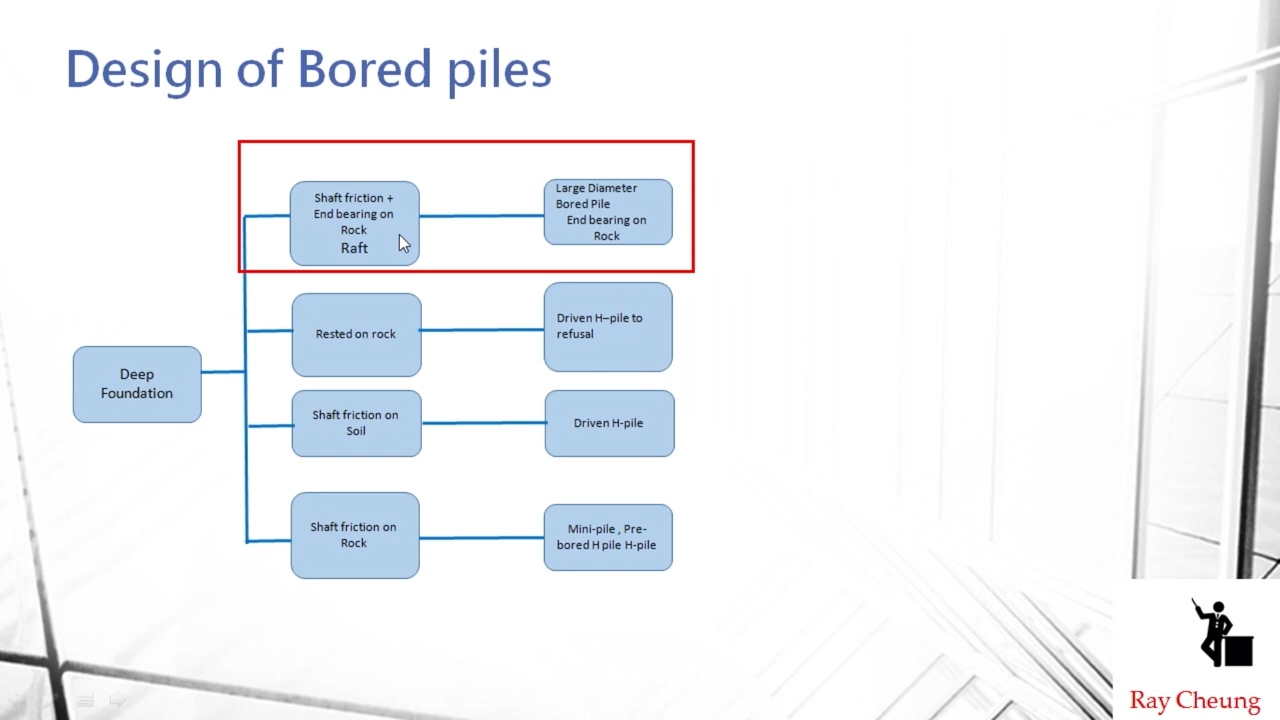 Design of Bored piles
Shaft friction +
End bearing on
Rock
Raft
Large Diameter
Bored Pile
End bearing on
Rock
Rested on rock
Driven H–pile to
refusal
Deep
Foundation
Shaft friction on
Soil
Driven H-pile
Shaft friction on
Rock
Mini-pile , Pre-
bored H pile H-pile
Ray Cheung